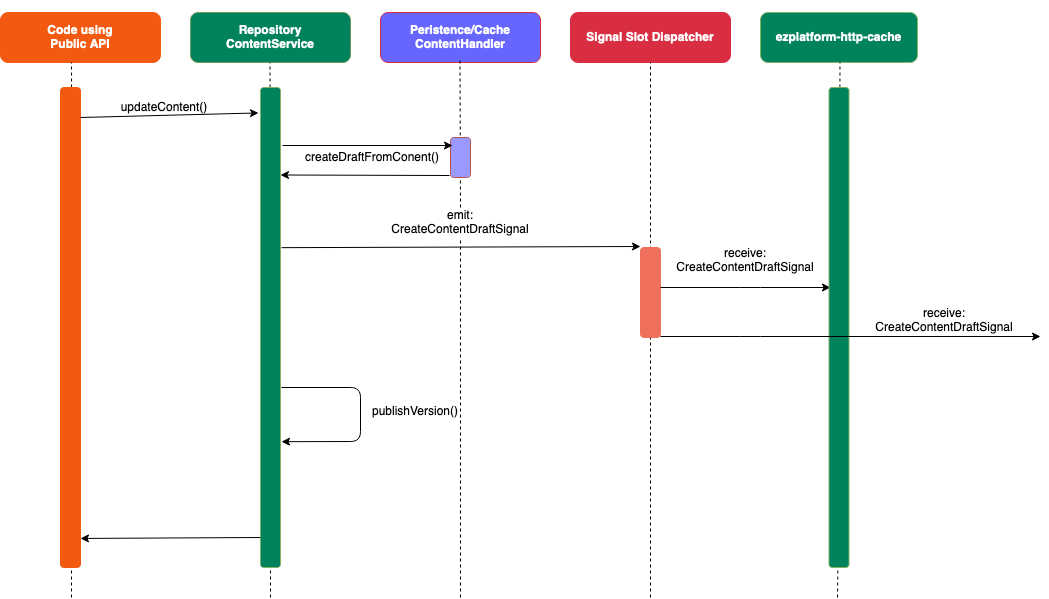 Code using
Public API
Repository
ContentService
Peristence/Cache
ContentHandler
Signal Slot Dispatcher
ezplatform-http-cache
updateContent()
createDraftFromConent()
emit:
CreateContentDraftSignal
receive:
CreateContentDraftSignal
receive:
CreateContentDraftSignal
publishVersion()